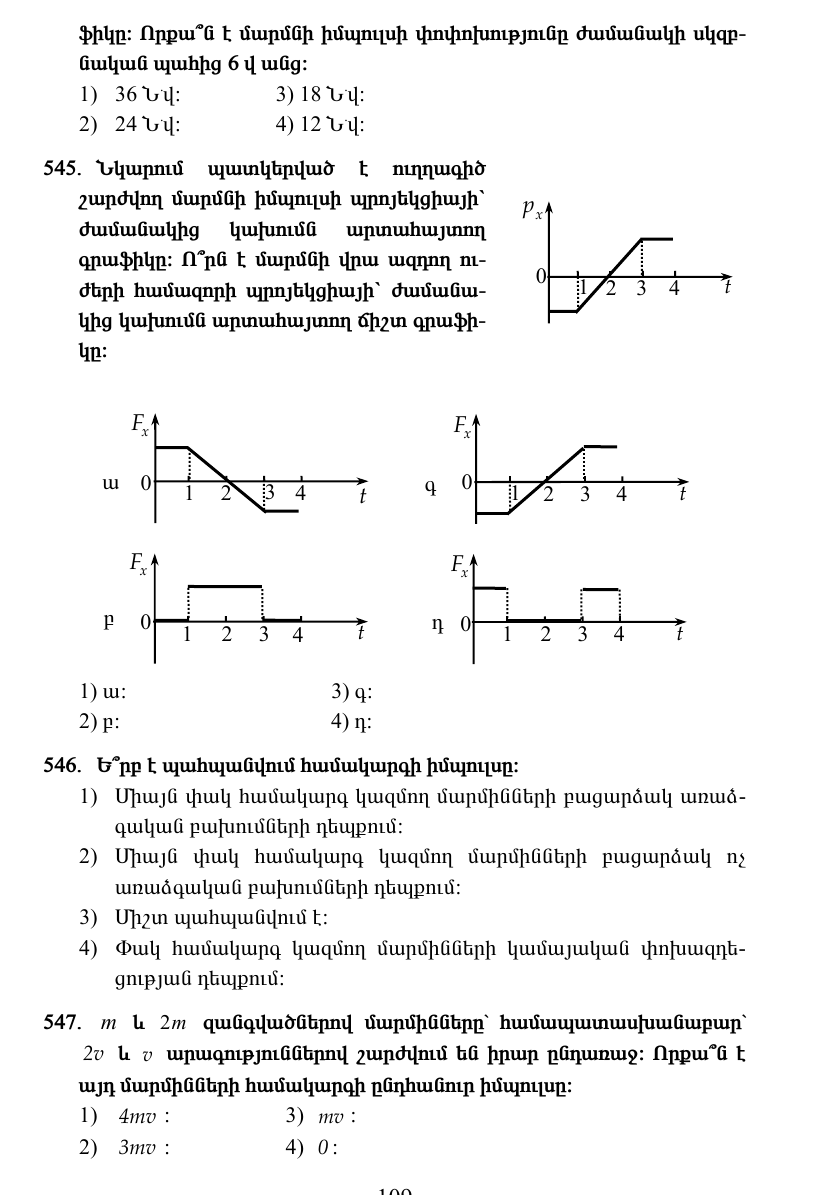 ֆիկը: Որքա՞ն է մարմնի իմպուլսի փոփոխությունը ժամանակի սկզբ-
նական պահից 6 վ անց:
1) 36 Նվ: 3) 18 Նվ:
2) 24 Նվ: 4) 12 Նվ:
545. Նկարում պատկերված է ուղղագիծ
շարժվող մարմնի իմպուլսի պրոյեկցիայի՝
ժամանակից կախումն արտահայտող
գրաֆիկը: Ո՞րն է մարմնի վրա ազդող ու-
ժերի համազորի պրոյեկցիայի՝ ժամանա-
կից կախումն արտահայտող ճիշտ գրաֆի-
կը:
px
0 1 2 3 4 t
Fx Fx
ա 0 1 2 3 4 t գ 0 1 2 3 4 t
Fx Fx
բ 0 1 2 3 4 t դ 0 1 2 3 4 t
1) ա: 3) գ:
2) բ: 4) դ:
546. Ե՞րբ է պահպանվում համակարգի իմպուլսը:
1) Միայն փակ համակարգ կազմող մարմինների բացարձակ առաձ-
գական բախումների դեպքում:
2) Միայն փակ համակարգ կազմող մարմինների բացարձակ ոչ
առաձգական բախումների դեպքում:
3) Միշտ պահպանվում է:
4) Փակ համակարգ կազմող մարմինների կամայական փոխազդե-
ցության դեպքում:
547. m և 2m զանգվածներով մարմինները՝ համապատասխանաբար՝
2v և v արագություններով շարժվում են իրար ընդառաջ: Որքա՞ն է
այդ մարմինների համակարգի ընդհանուր իմպուլսը:
1) 4mv : 3) mv :
2) 3mv : 4) 0 :
109